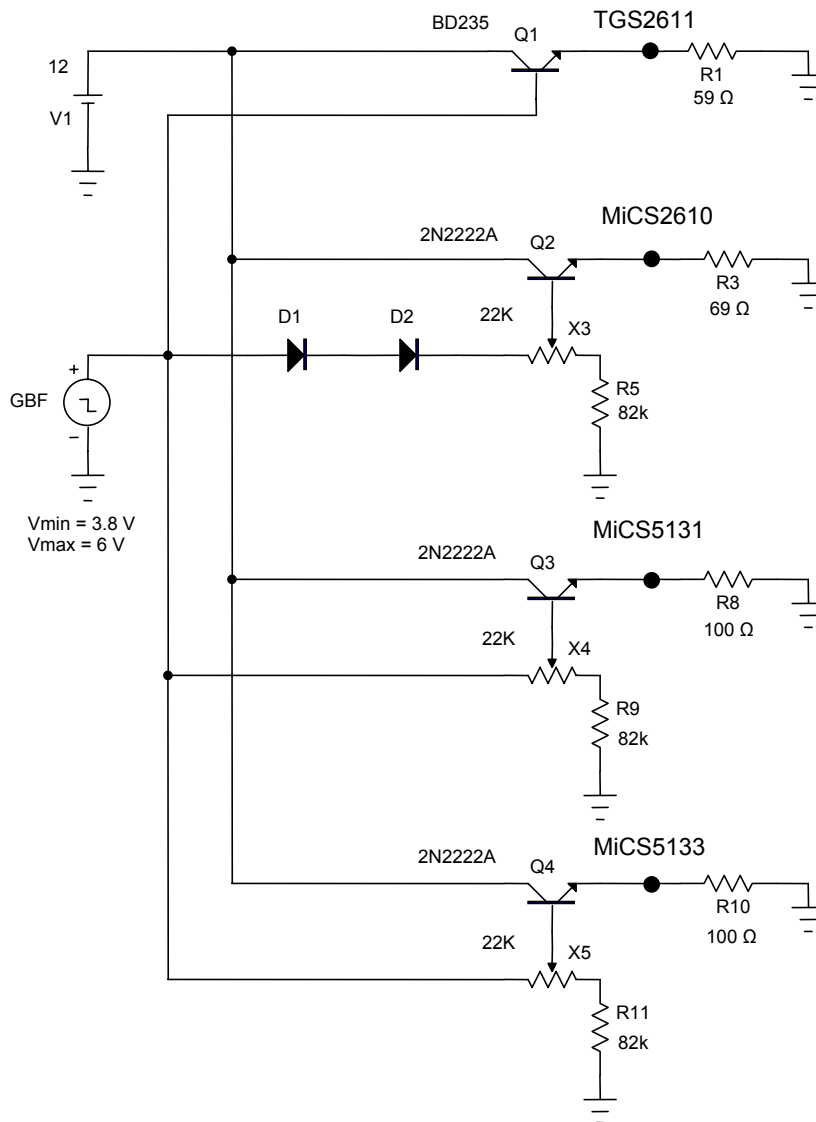 TGS2611
BD235
Q1
12
V1
R1
59 Ω
MiCS2610
2N2222A
Q2
R3
69 Ω
D1
D2
22K
X3
R5
82k
GBF
+
−
Vmin = 3.8 V
Vmax = 6 V
MiCS5131
2N2222A
Q3
R8
100 Ω
22K
X4
R9
82k
MiCS5133
2N2222A
Q4
R10
100 Ω
22K
X5
R11
82k